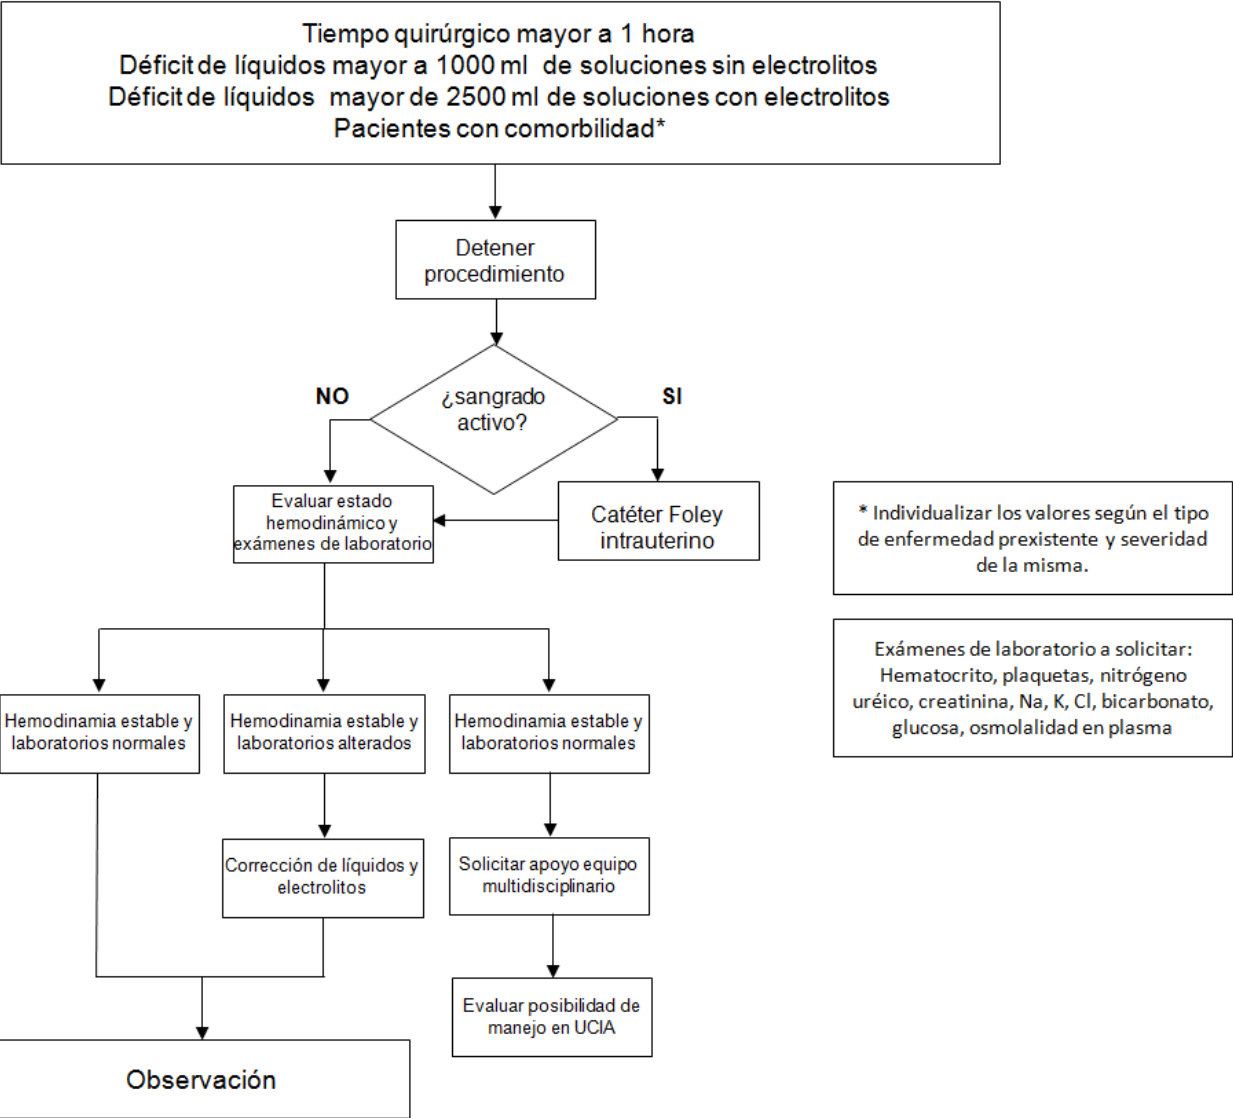 Tiempo quirúrgico mayor a 1 hora
Déficit de líquidos mayor a 1000 ml de soluciones sin electrolitos
Déficit de líquidos mayor de 2500 ml de soluciones con electrolitos
Pacientes con comorbilidad*
Detener
procedimiento
¿sangrado
activo?
NO
SI
Evaluar estado
hemodinámico y
exámenes de laboratorio
Catéter Foley
intrauterino
* Individualizar los valores según el tipo
de enfermedad prexistente y severidad
de la misma.
Exámenes de laboratorio a solicitar:
Hematocrito, plaquetas, nitrógeno
uréico, creatinina, Na, K, Cl, bicarbonato,
glucosa, osmolalidad en plasma
Hemodinamia estable y
laboratorios normales
Hemodinamia estable y
laboratorios alterados
Hemodinamia estable y
laboratorios normales
Corrección de líquidos y
electrolitos
Solicitar apoyo equipo
multidisciplinario
Evaluar posibilidad de
manejo en UCIA
Observación